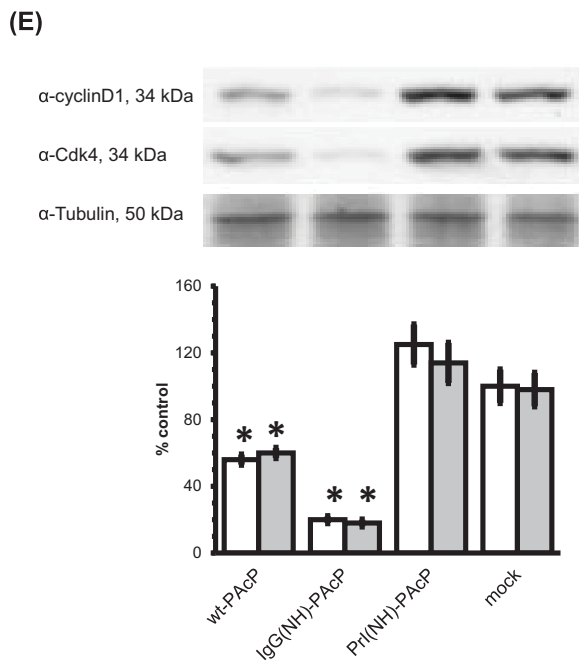 (E)
α-cyclinD1, 34 kDa
α-Cdk4, 34 kDa
α-Tubulin, 50 kDa
160
120
80
40
0
% control
* *
* *
wt-PAcP
IgG(NH)-PAcP
Prl(NH)-PAcP
mock